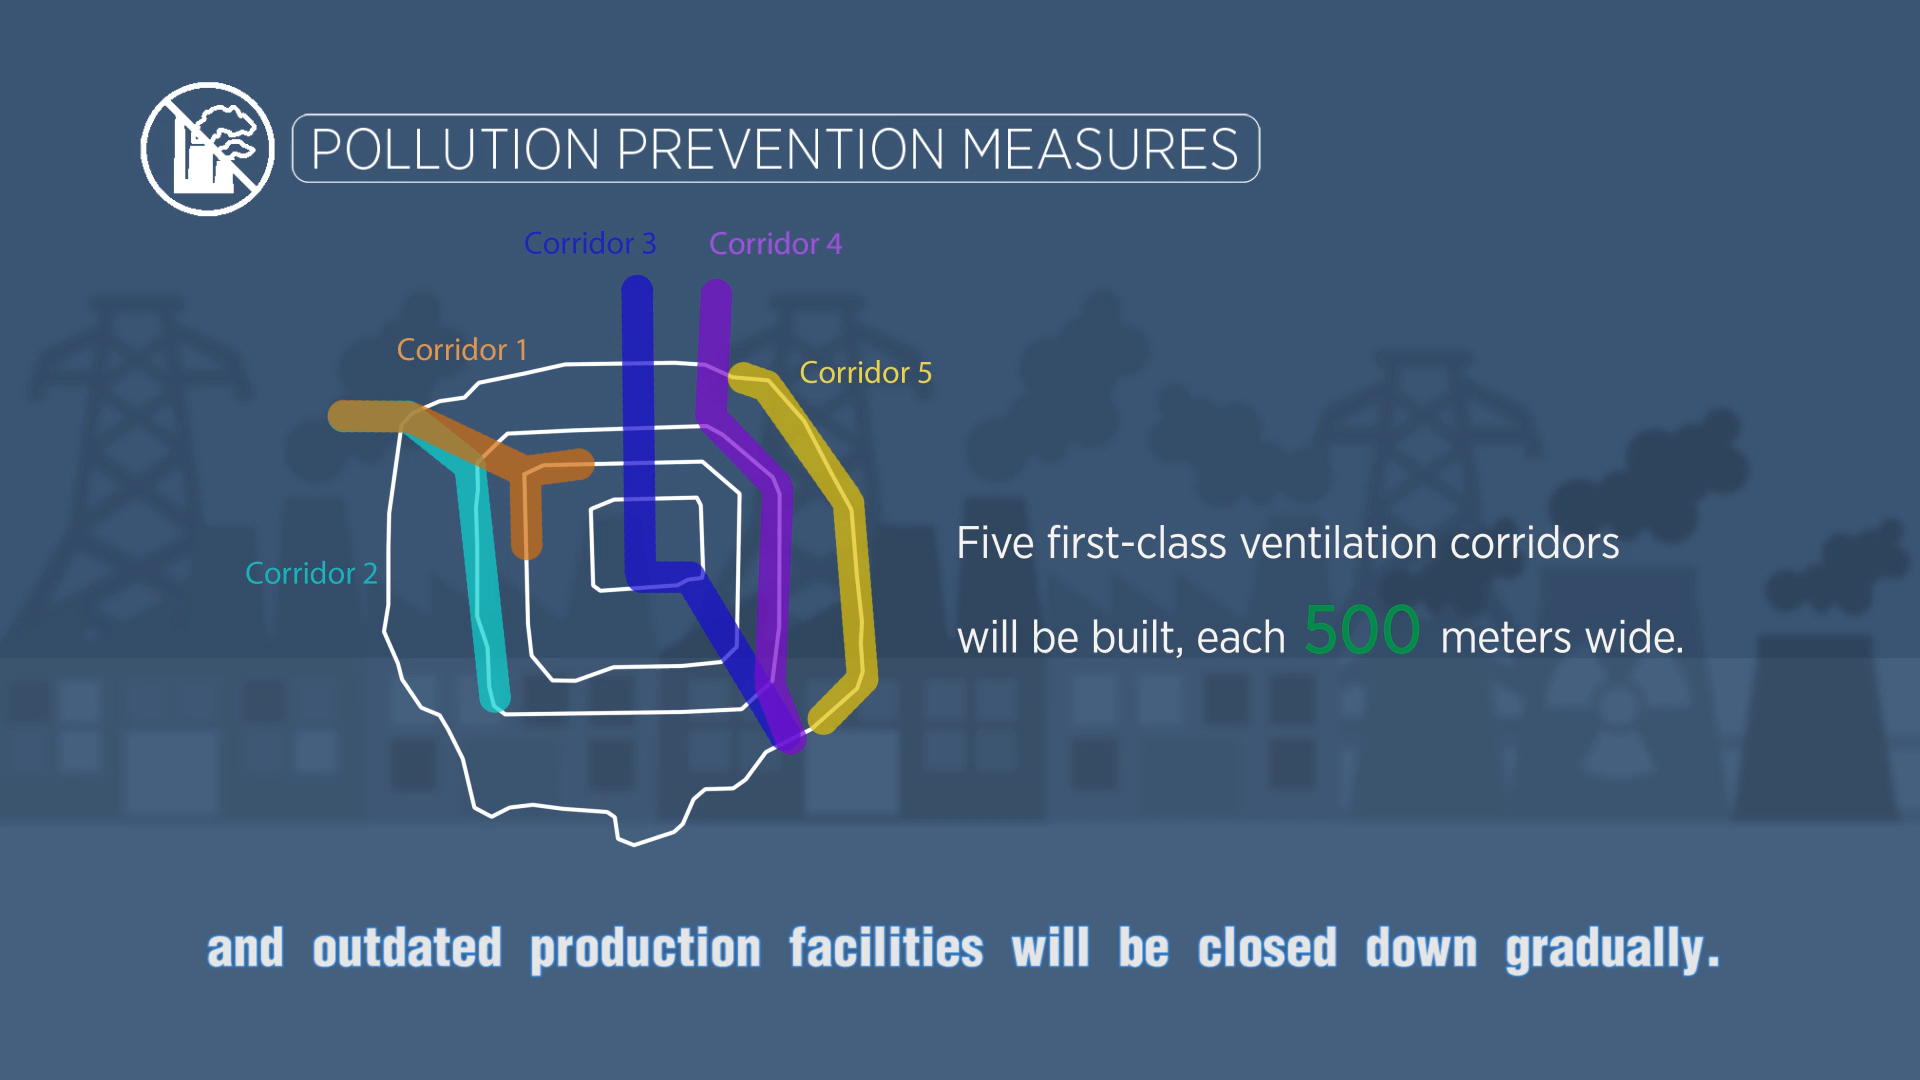 POLLUTION PREVENTION MEASURES
Corridor 3
Corridor 4
Corridor 1
Corridor 5
Corridor 2
Five first-class ventilation corridors
will be built, each 500 meters wide.
and outdated production facilities will be closed down gradually.